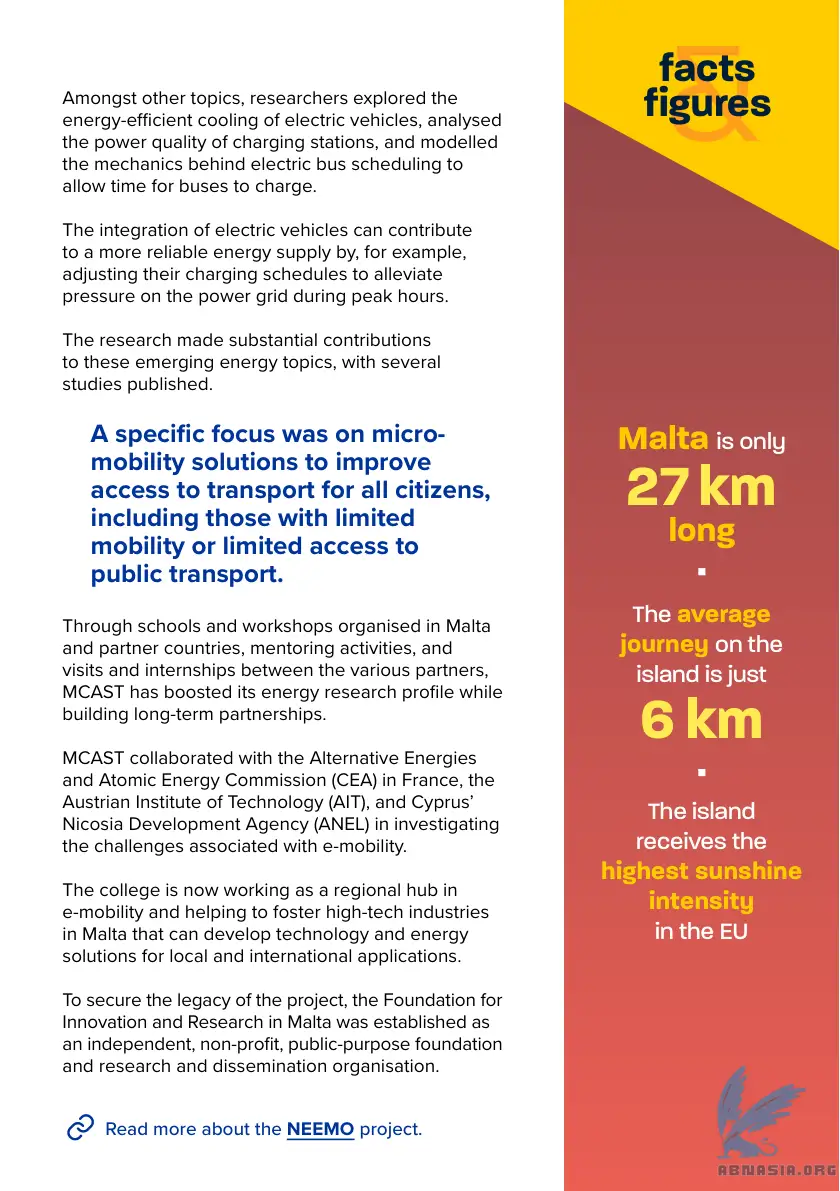 Amongst other topics, researchers explored the
energy-efficient cooling of electric vehicles, analysed
the power quality of charging stations, and modelled
the mechanics behind electric bus scheduling to
allow time for buses to charge.
The integration of electric vehicles can contribute
to a more reliable energy supply by, for example,
adjusting their charging schedules to alleviate
pressure on the power grid during peak hours.
The research made substantial contributions
to these emerging energy topics, with several
studies published.
A specific focus was on micro-
mobility solutions to improve
access to transport for all citizens,
including those with limited
mobility or limited access to
public transport.
Through schools and workshops organised in Malta
and partner countries, mentoring activities, and
visits and internships between the various partners,
MCAST has boosted its energy research profile while
building long-term partnerships.
MCAST collaborated with the Alternative Energies
and Atomic Energy Commission (CEA) in France, the
Austrian Institute of Technology (AIT), and Cyprus’
Nicosia Development Agency (ANEL) in investigating
the challenges associated with e-mobility.
The college is now working as a regional hub in
e-mobility and helping to foster high-tech industries
in Malta that can develop technology and energy
solutions for local and international applications.
To secure the legacy of the project, the Foundation for
Innovation and Research in Malta was established as
an independent, non-profit, public-purpose foundation
and research and dissemination organisation.
Read more about the NEEMO project.
facts
&
figures
Malta is only
27 km
long
The average
journey on the
island is just
6 km
The island
receives the
highest sunshine
intensity
in the EU
ABNASIA.ORG